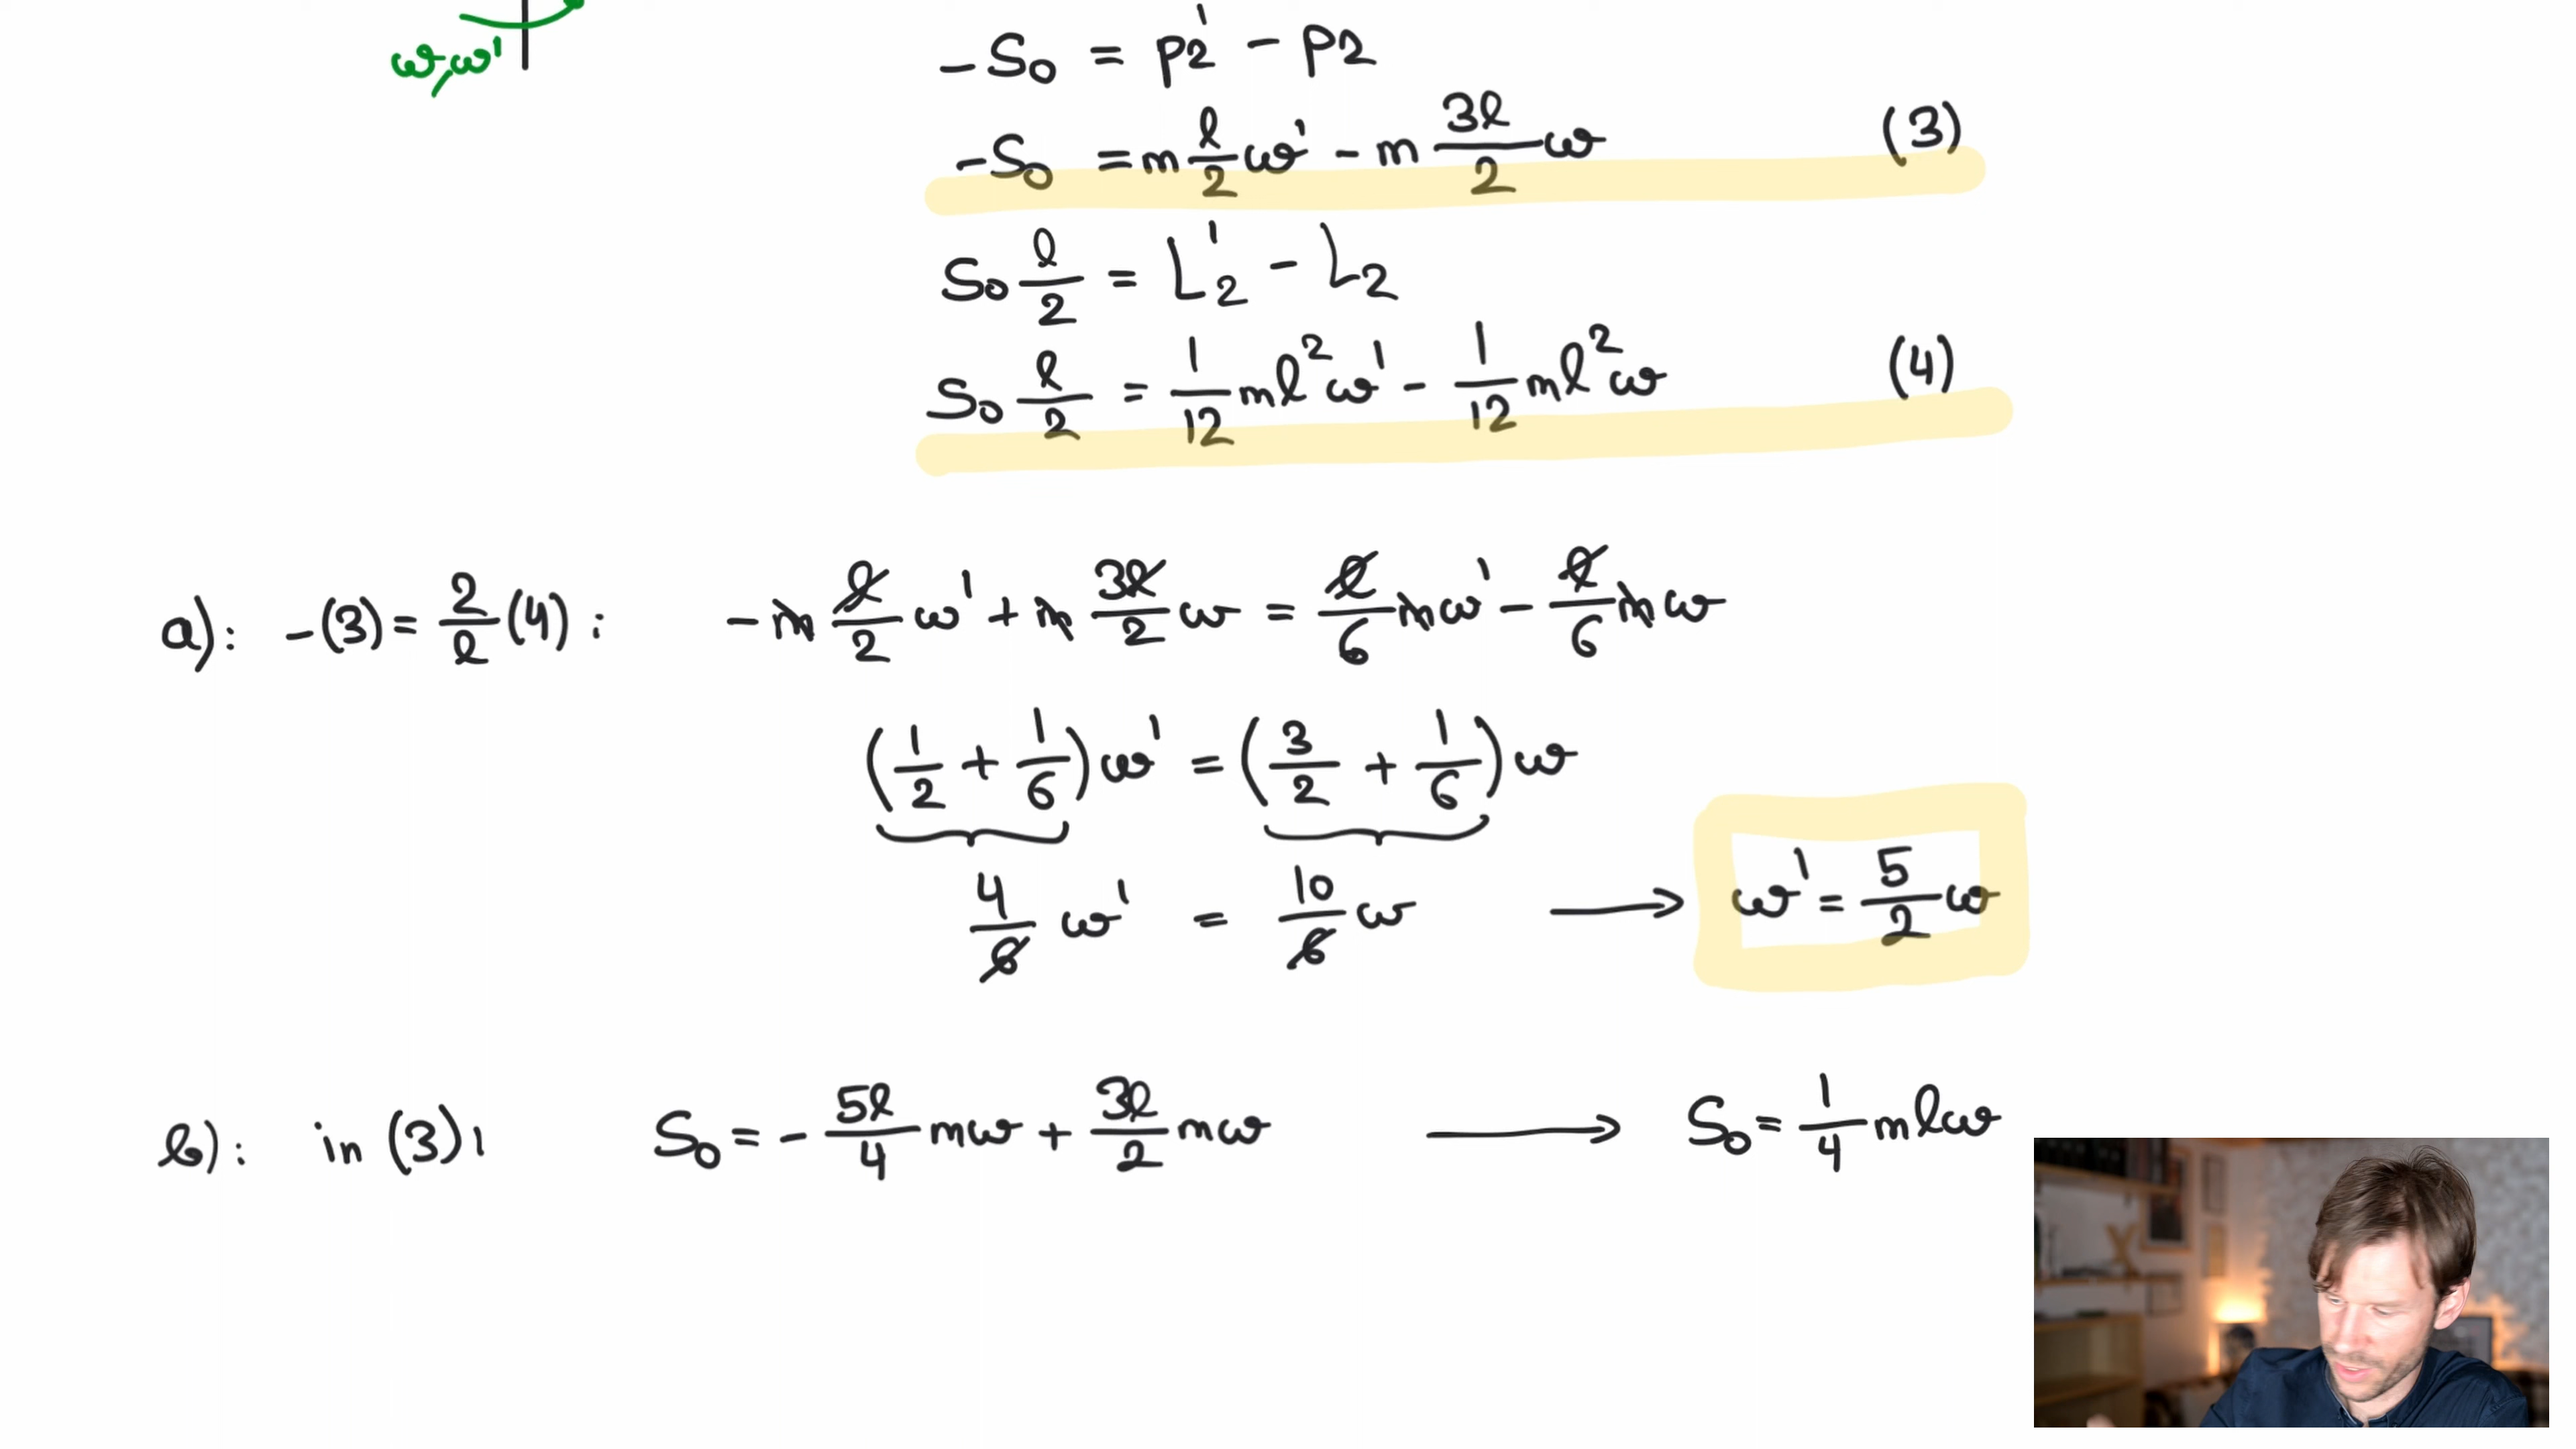 ω,ω'
-S₀ = p₂' - p₂
-S₀ = m l/2 ω' - m 3l/2 ω (3)
S₀ l/2 = L₂' - L₂
S₀ l/2 = 1/12 ml²ω' - 1/12 ml²ω (4)
a): -(3) = 2/l (4): -m l/2 ω' + m 3l/2 ω = l/6 mω' - l/6 mω
(1/2 + 1/6)ω' = (3/2 + 1/6)ω
4/6 ω' = 10/6 ω → ω' = 5/2 ω
b): in (3): S₀ = - 5l/4 mω + 3l/2 mω → S₀ = 1/4 mlω